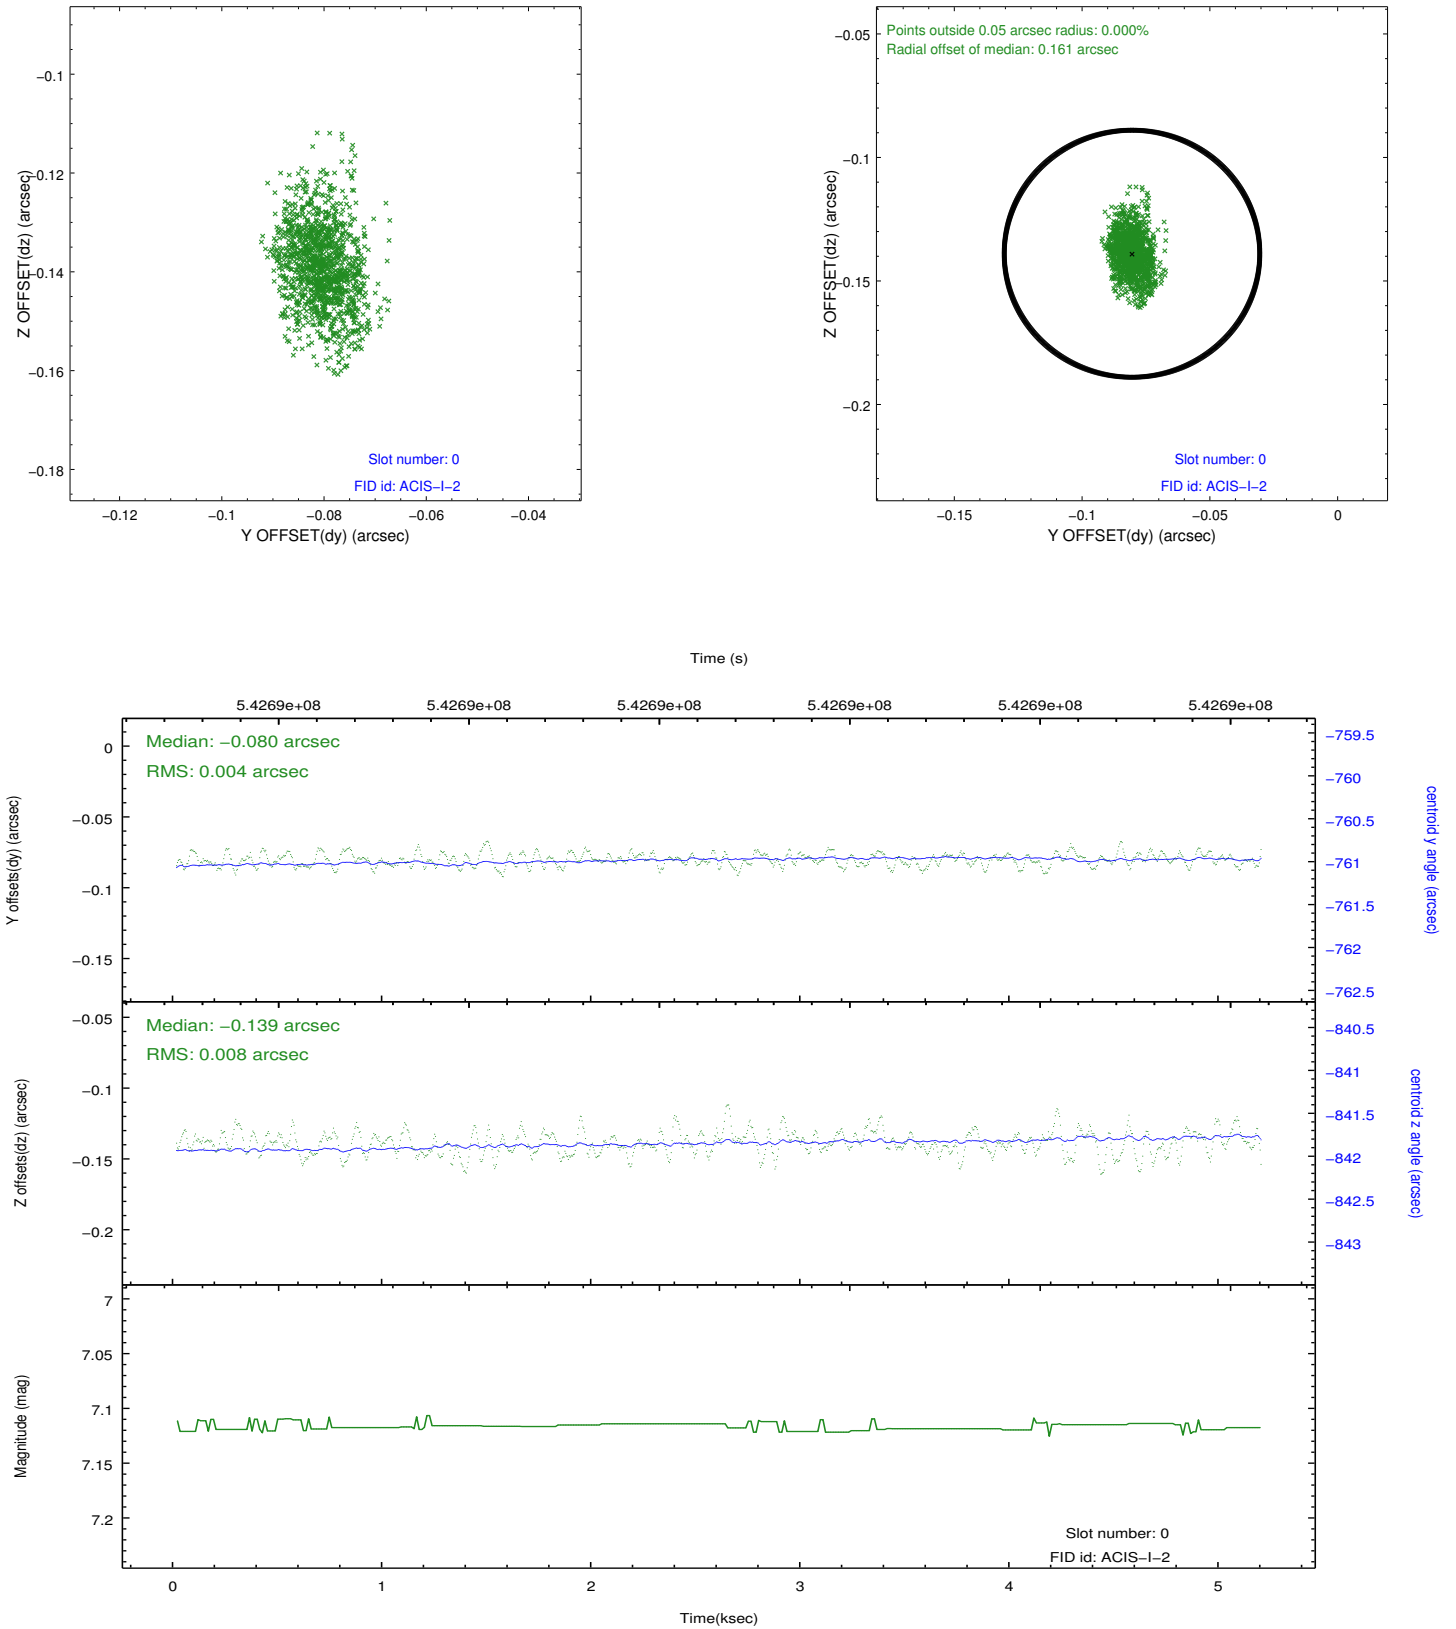 −0.1
−0.12
−0.14
−0.16
−0.18
Z OFFSET(dz) (arcsec)
Slot number: 0
FID id: ACIS−I−2
−0.12
−0.1
−0.08
−0.06
−0.04
Y OFFSET(dy) (arcsec)
Points outside 0.05 arcsec radius: 0.000%
Radial offset of median: 0.161 arcsec
−0.05
−0.1
−0.15
−0.2
Z OFFSET(dz) (arcsec)
Slot number: 0
FID id: ACIS−I−2
−0.15
−0.1
−0.05
0
Y OFFSET(dy) (arcsec)
Time (s)
5.4269e+08
5.4269e+08
5.4269e+08
5.4269e+08
5.4269e+08
5.4269e+08
Median: −0.080 arcsec
RMS: 0.004 arcsec
0
−0.05
−0.1
−0.15
Y offsets(dy) (arcsec)
−759.5
−760
−760.5
−761
−761.5
−762
−762.5
centroid y angle (arcsec)
Median: −0.139 arcsec
RMS: 0.008 arcsec
−0.05
−0.1
−0.15
−0.2
Z offsets(dz) (arcsec)
−840.5
−841
−841.5
−842
−842.5
−843
centroid z angle (arcsec)
7
7.05
7.1
7.15
7.2
Magnitude (mag)
Slot number: 0
FID id: ACIS−I−2
0
1
2
3
4
5
Time(ksec)